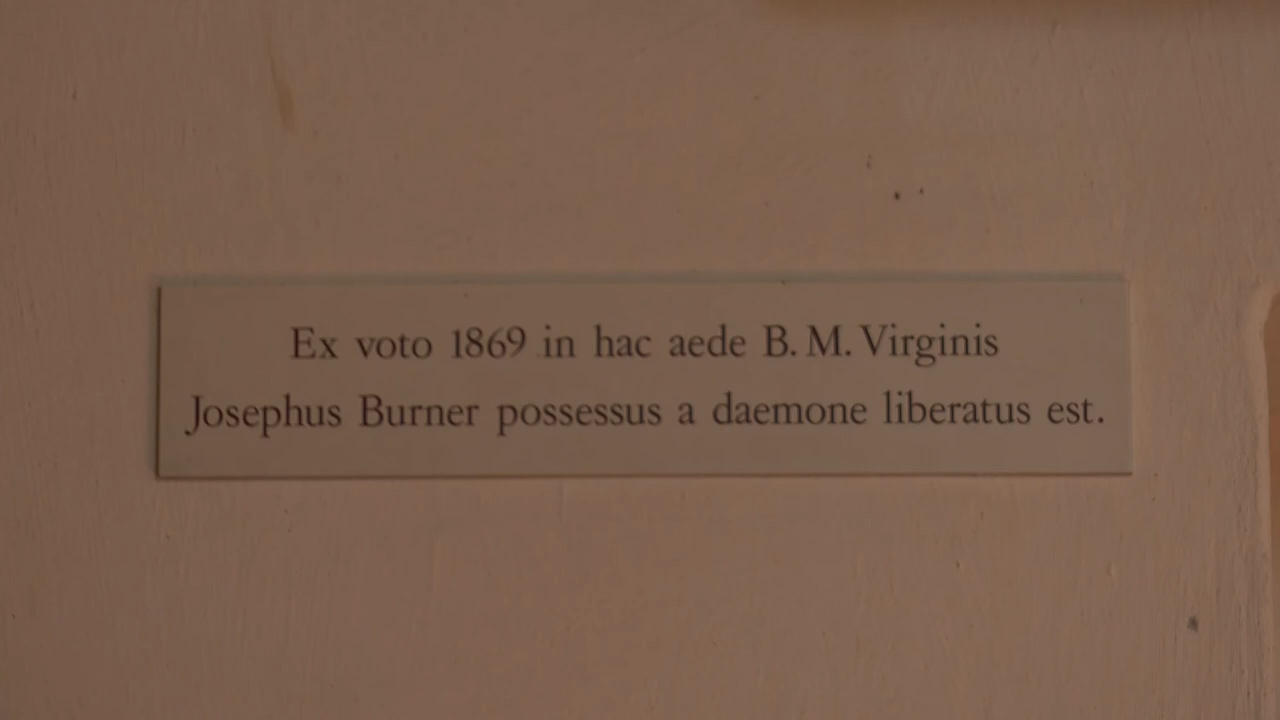 Ex voto 1869 in hac aede B. M. Virginis
Josephus Burner possessus a daemone liberatus est.